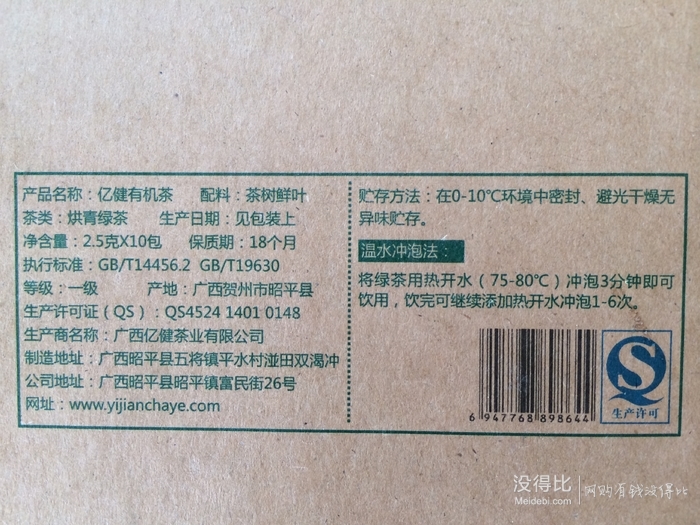 产品名称：亿健有机茶 配料：茶树鲜叶
茶类：烘青绿茶 生产日期：见包装上
净含量：2.5克X10包 保质期：18个月
执行标准：GB/T14456.2 GB/T19630
等级：一级 产地：广西贺州市昭平县
生产许可证（QS）：QS4524 1401 0148
生产商名称：广西亿健茶业有限公司
制造地址：广西昭平县五将镇平水村湴田双渴冲
公司地址：广西昭平县昭平镇富民街26号
网址：www.yijianchaye.com
贮存方法：在0-10℃环境中密封、避光干燥无
异味贮存。
温水冲泡法：
将绿茶用热开水（75-80℃）冲泡3分钟即可
饮用，饮完可继续添加热开水冲泡1-6次。
6 947768 898644
生产许可
没得比
Meidebi.com
网购有钱没得比